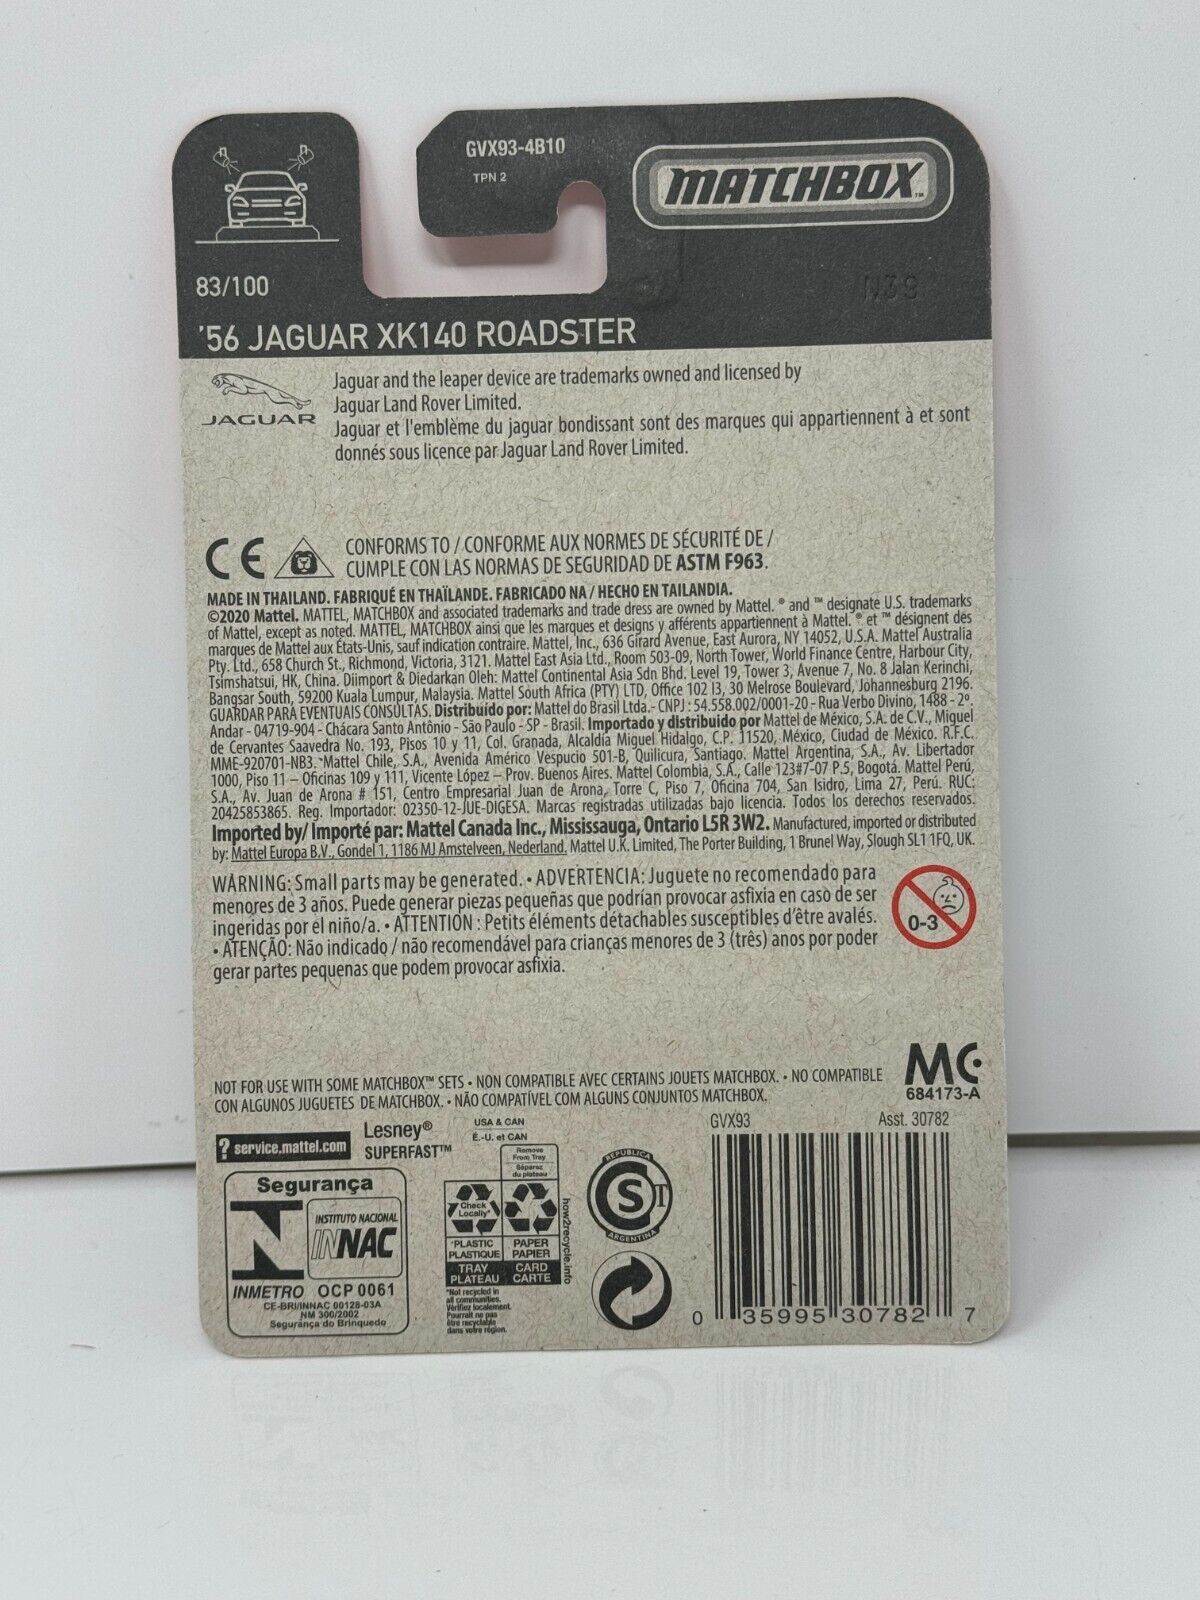 GVX93-4B10
TPN 2
MATCHBOX™
83/100
N39
'56 JAGUAR XK140 ROADSTER
JAGUAR
Jaguar and the leaper device are trademarks owned and licensed by
Jaguar Land Rover Limited.
Jaguar et l'emblème du jaguar bondissant sont des marques qui appartiennent à et sont
donnés sous licence par Jaguar Land Rover Limited.
CE
CONFORMS TO / CONFORME AUX NORMES DE SÉCURITÉ DE /
CUMPLE CON LAS NORMAS DE SEGURIDAD DE ASTM F963.
MADE IN THAILAND. FABRIQUÉ EN THAÏLANDE. FABRICADO NA / HECHO EN TAILANDIA.
©2020 Mattel. MATTEL, MATCHBOX and associated trademarks and trade dress are owned by Mattel. ® and ™ designate U.S. trademarks
of Mattel, except as noted. MATTEL, MATCHBOX ainsi que les marques et designs y afférents appartiennent à Mattel. ® et ™ désignent des
marques de Mattel aux États-Unis, sauf indication contraire. Mattel, Inc., 636 Girard Avenue, East Aurora, NY 14052, U.S.A. Mattel Australia
Pty. Ltd., 658 Church St., Richmond, Victoria, 3121. Mattel East Asia Ltd., Room 503-09, North Tower, World Finance Centre, Harbour City,
Tsimshatsui, HK, China. Diimport & Diedarkan Oleh: Mattel Continental Asia Sdn Bhd. Level 19, Tower 3, Avenue 7, No. 8 Jalan Kerinchi,
Bangsar South, 59200 Kuala Lumpur, Malaysia. Mattel South Africa (PTY) LTD, Office 102 I3, 30 Melrose Boulevard, Johannesburg 2196.
GUARDAR PARA EVENTUAIS CONSULTAS. Distribuído por: Mattel do Brasil Ltda.- CNPJ : 54.558.002/0001-20 - Rua Verbo Divino, 1488 - 2º.
Andar - 04719-904 - Chácara Santo Antônio - São Paulo - SP - Brasil. Importado y distribuido por Mattel de México, S.A. de C.V., Miguel
de Cervantes Saavedra No. 193, Pisos 10 y 11, Col. Granada, Alcaldía Miguel Hidalgo, C.P. 11520, México, Ciudad de México. R.F.C.
MME-920701-NB3. Mattel Chile, S.A., Avenida Américo Vespucio 501-B, Quilicura, Santiago. Mattel Argentina, S.A., Av. Libertador
1000, Piso 11 – Oficinas 109 y 111, Vicente López – Prov. Buenos Aires. Mattel Colombia, S.A., Calle 123#7-07 P.5, Bogotá. Mattel Perú,
S.A., Av. Juan de Arona # 151, Centro Empresarial Juan de Arona, Torre C, Piso 7, Oficina 704, San Isidro, Lima 27, Perú. RUC:
20425853865. Reg. Importador: 02350-12-JUE-DIGESA. Marcas registradas utilizadas bajo licencia. Todos los derechos reservados.
Imported by/ Importé par: Mattel Canada Inc., Mississauga, Ontario L5R 3W2. Manufactured, imported or distributed
by: Mattel Europa B.V., Gondel 1, 1186 MJ Amstelveen, Nederland. Mattel U.K. Limited, The Porter Building, 1 Brunel Way, Slough SL1 1FQ, UK.
WARNING: Small parts may be generated. • ADVERTENCIA: Juguete no recomendado para
menores de 3 años. Puede generar piezas pequeñas que podrían provocar asfixia en caso de ser
ingeridas por el niño/a. • ATTENTION : Petits éléments détachables susceptibles d'être avalés.
• ATENÇÃO: Não indicado / não recomendável para crianças menores de 3 (três) anos por poder
gerar partes pequenas que podem provocar asfixia.
0-3
NOT FOR USE WITH SOME MATCHBOX™ SETS • NON COMPATIBLE AVEC CERTAINS JOUETS MATCHBOX. • NO COMPATIBLE
CON ALGUNOS JUGUETES DE MATCHBOX. • NÃO COMPATÍVEL COM ALGUNS CONJUNTOS MATCHBOX.
MC
684173-A
? service.mattel.com
Lesney®
SUPERFAST™
USA & CAN
É.-U. et CAN
Remove
From Tray
Séparez
du plateau
Check
Locally*
*PLASTIC
PLASTIQUE
PAPER
PAPIER
TRAY
PLATEAU
CARD
CARTE
*Not recycled in
all communities.
Vérifiez localement.
Pourrait ne pas
être recyclable
dans votre région.
how2recycle.info
Segurança
INSTITUTO NACIONAL
INNAC
INMETRO OCP 0061
CE-BRI/INNAC 00128-03A
NM 300/2002
Segurança do Brinquedo
REPUBLICA
CST
ARGENTINA
GVX93
Asst. 30782
0 35995 30782 7